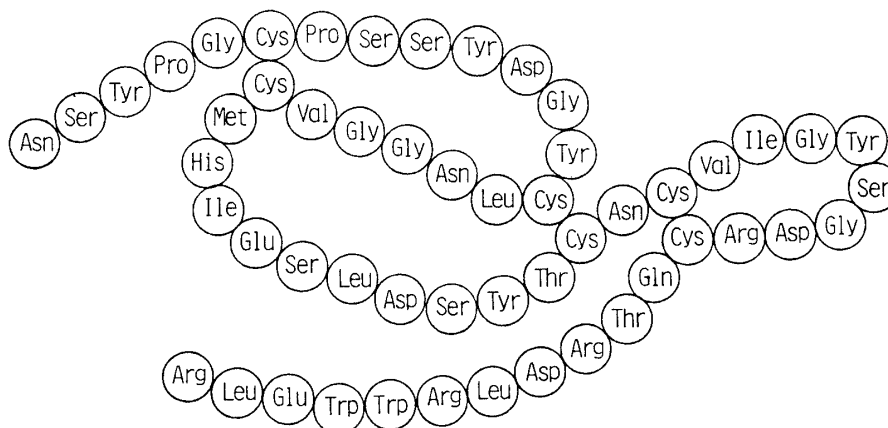 Asn Ser Tyr Pro Gly Cys Pro Ser Ser Tyr Asp Gly Tyr Cys
Leu Asn Gly Gly Val Cys
Met His Ile Glu Ser Leu Asp Ser Tyr Thr Cys Asn Cys Val Ile Gly Tyr Ser
Gly Asp Arg Cys Gln Thr Arg Asp Leu Arg Trp Trp Glu Leu Arg